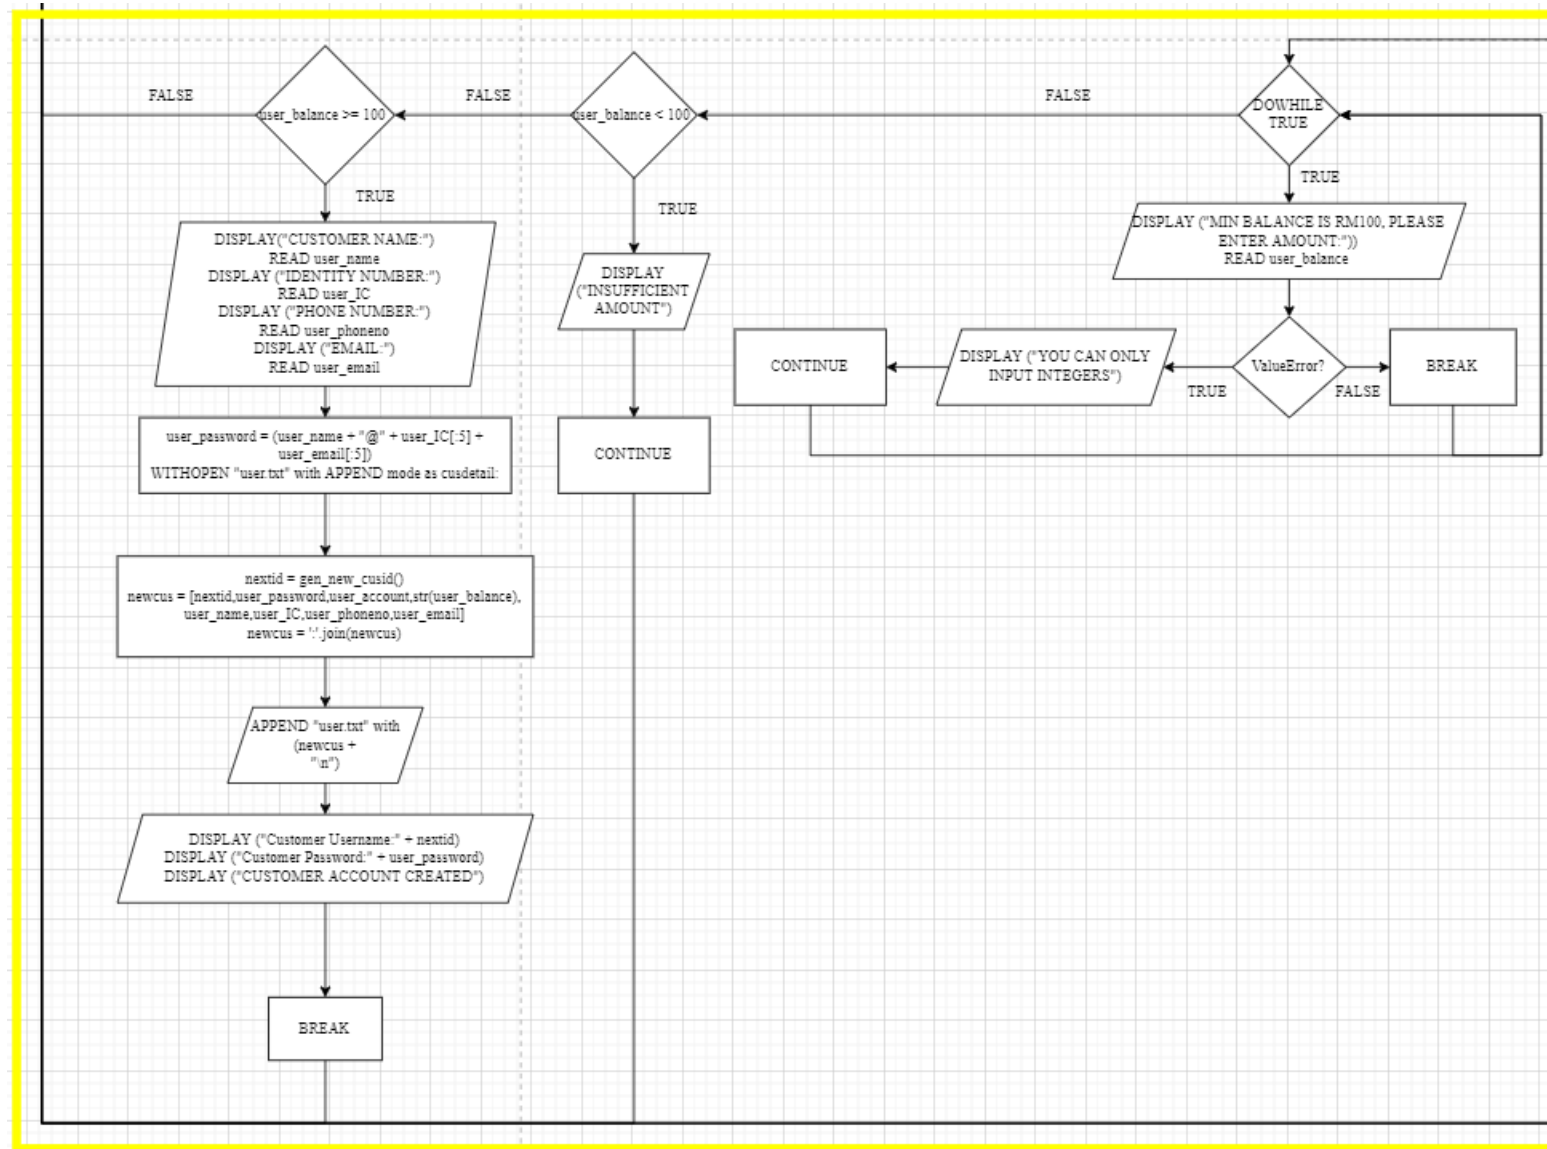 FALSE
user_balance >= 100
TRUE
DISPLAY("CUSTOMER NAME:")
READ user_name
DISPLAY ("IDENTITY NUMBER:")
READ user_IC
DISPLAY ("PHONE NUMBER:")
READ user_phoneno
DISPLAY ("EMAIL:")
READ user_email
user_password = (user_name + "@" + user_IC[:5] +
user_email[:5])
WITHOPEN "user.txt" with APPEND mode as cusdetail:
nextid = gen_new_cusid()
newcus = [nextid,user_password,user_account,str(user_balance),
user_name,user_IC,user_phoneno,user_email]
newcus = ':'.join(newcus)
APPEND "user.txt" with
(newcus +
"\n")
DISPLAY ("Customer Username:" + nextid)
DISPLAY ("Customer Password:" + user_password)
DISPLAY ("CUSTOMER ACCOUNT CREATED")
BREAK
FALSE
user_balance < 100
TRUE
DISPLAY
("INSUFFICIENT
AMOUNT")
CONTINUE
FALSE
DOWHILE
TRUE
TRUE
DISPLAY ("MIN BALANCE IS RM100, PLEASE
ENTER AMOUNT:"))
READ user_balance
ValueError?
TRUE
FALSE
DISPLAY ("YOU CAN ONLY
INPUT INTEGERS")
CONTINUE
BREAK